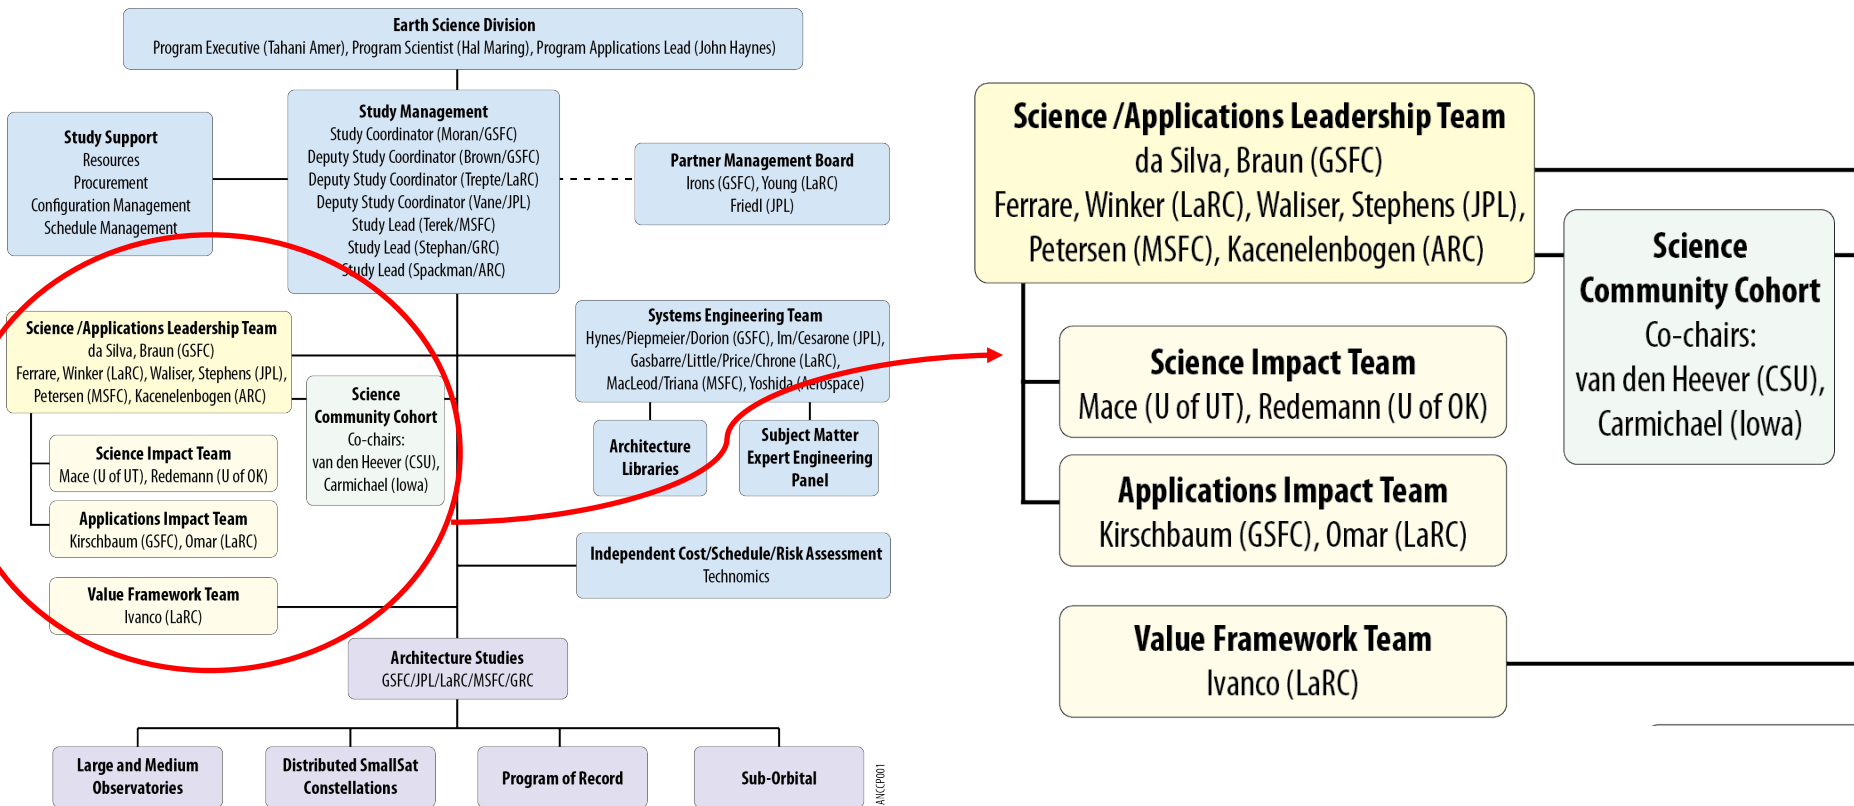 Earth Science Division
Program Executive (Tahani Amer), Program Scientist (Hal Maring), Program Applications Lead (John Haynes)
Study Management
Study Coordinator (Moran/GSFC)
Deputy Study Coordinator (Brown/GSFC)
Deputy Study Coordinator (Trepte/LaRC)
Deputy Study Coordinator (Vane/JPL)
Study Lead (Terek/MSFC)
Study Lead (Stephan/GRC)
Study Lead (Spackman/ARC)
Study Support
Resources
Procurement
Configuration Management
Schedule Management
Partner Management Board
Irons (GSFC), Young (LaRC)
Friedl (JPL)
Science /Applications Leadership Team
da Silva, Braun (GSFC)
Ferrare, Winker (LaRC), Waliser, Stephens (JPL),
Petersen (MSFC), Kacenelenbogen (ARC)
Science
Community Cohort
Co-chairs:
van den Heever (CSU),
Carmichael (Iowa)
Science Impact Team
Mace (U of UT), Redemann (U of OK)
Applications Impact Team
Kirschbaum (GSFC), Omar (LaRC)
Value Framework Team
Ivanco (LaRC)
Systems Engineering Team
Hynes/Piepmeier/Dorion (GSFC), Im/Cesarone (JPL),
Gasbarre/Little/Price/Chrone (LaRC),
MacLeod/Triana (MSFC), Yoshida (Aerospace)
Architecture
Libraries
Subject Matter
Expert Engineering
Panel
Independent Cost/Schedule/Risk Assessment
Technomics
Architecture Studies
GSFC/JPL/LaRC/MSFC/GRC
Large and Medium
Observatories
Distributed SmallSat
Constellations
Program of Record
Sub-Orbital
ANCCP001
Science /Applications Leadership Team
da Silva, Braun (GSFC)
Ferrare, Winker (LaRC), Waliser, Stephens (JPL),
Petersen (MSFC), Kacenelenbogen (ARC)
Science
Community Cohort
Co-chairs:
van den Heever (CSU),
Carmichael (Iowa)
Science Impact Team
Mace (U of UT), Redemann (U of OK)
Applications Impact Team
Kirschbaum (GSFC), Omar (LaRC)
Value Framework Team
Ivanco (LaRC)